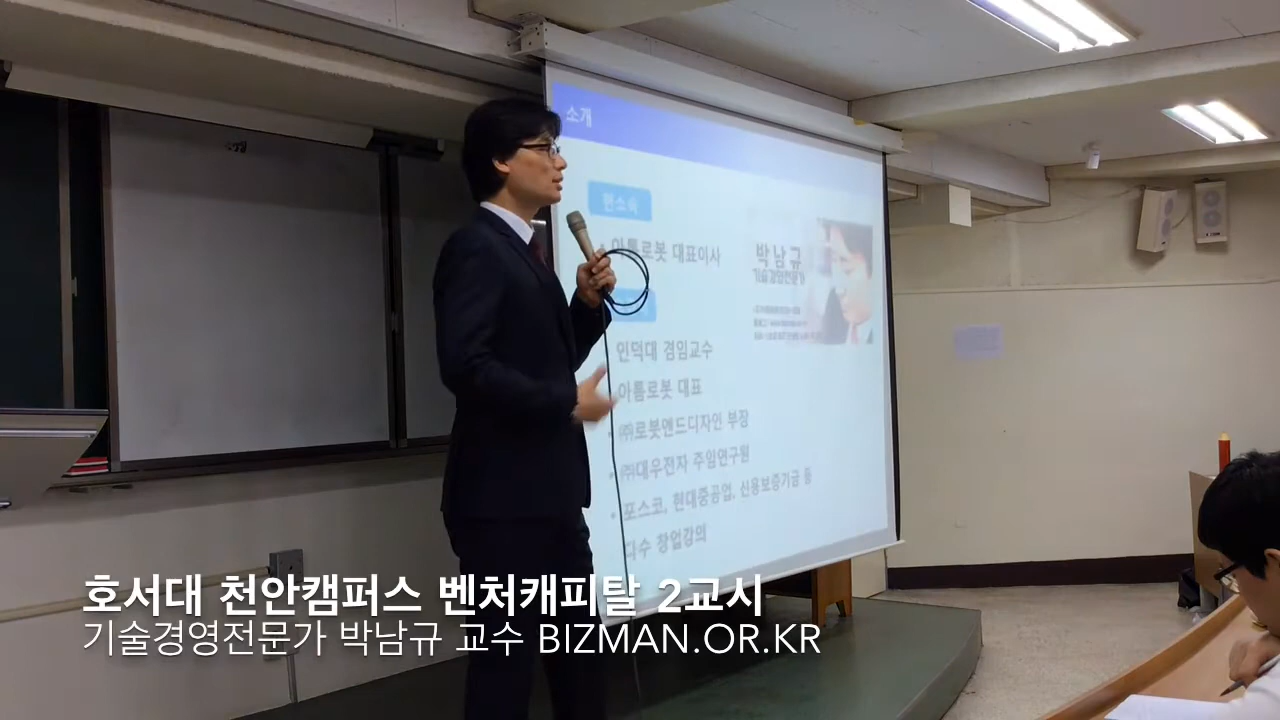 소개
현소속
아톰로봇 대표이사
박남규
기술경영전문가
• 인덕대 겸임교수
아톰로봇 대표
• ㈜로봇앤드디자인 부장
• ㈜대우전자 주임연구원
• 포스코, 현대중공업, 신용보증기금 등
다수 창업강의
호서대 천안캠퍼스 벤처캐피탈 2교시
기술경영전문가 박남규 교수 BIZMAN.OR.KR